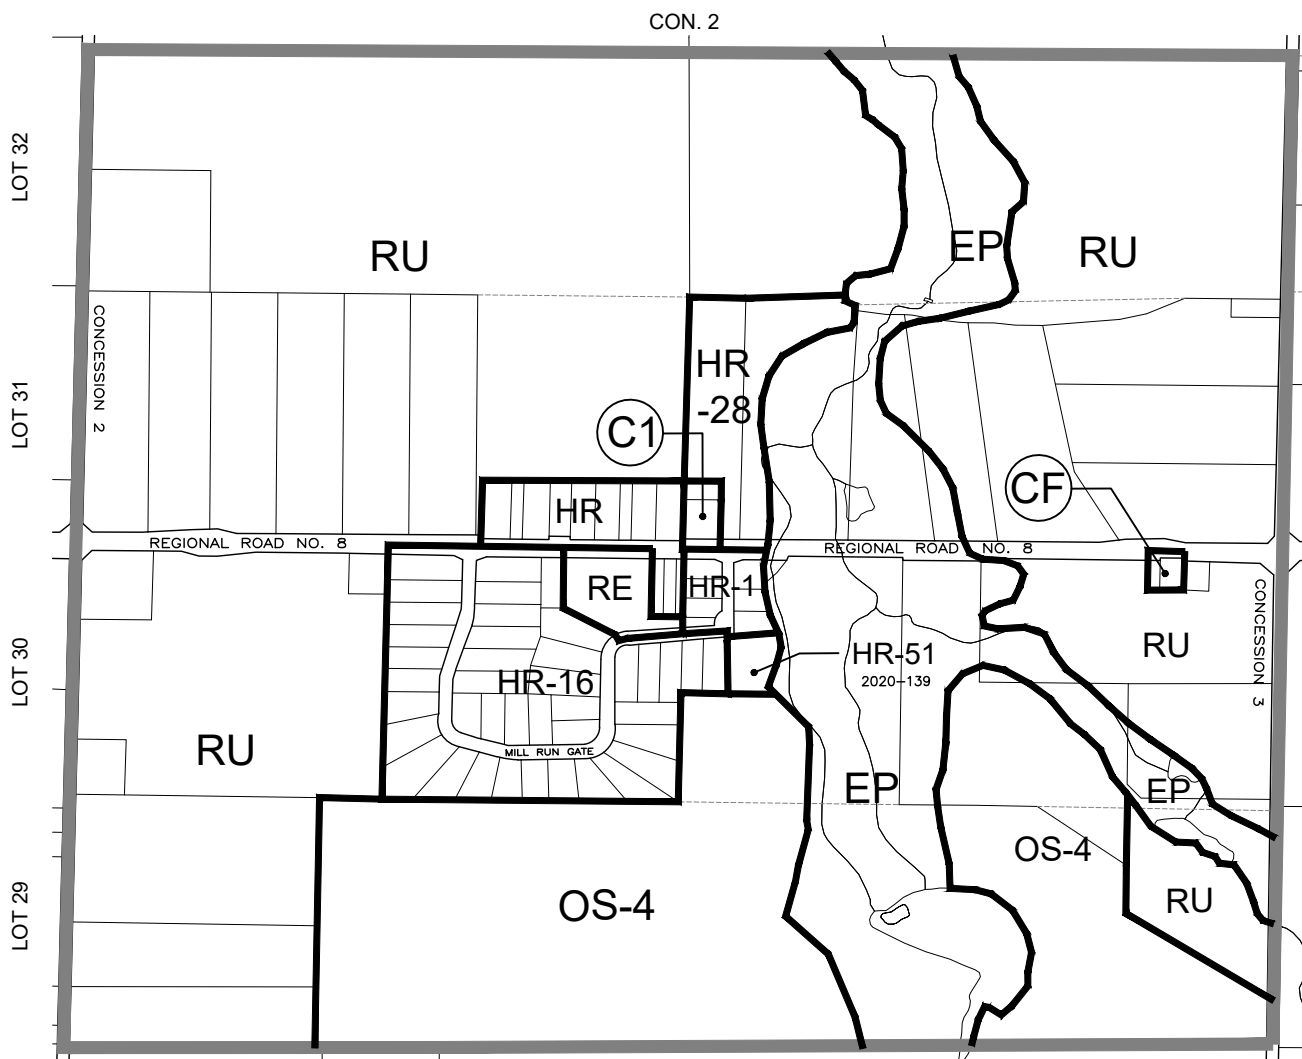 CON. 2
LOT 32
RU
EP
RU
CONCESSION 2
LOT 31
HR
-28
C1
CF
HR
REGIONAL ROAD NO. 8
REGIONAL ROAD NO. 8
RE
HR-1
CONCESSION 3
LOT 30
HR-16
HR-51
2020-139
RU
RU
MILL RUN GATE
EP
EP
OS-4
LOT 29
OS-4
RU